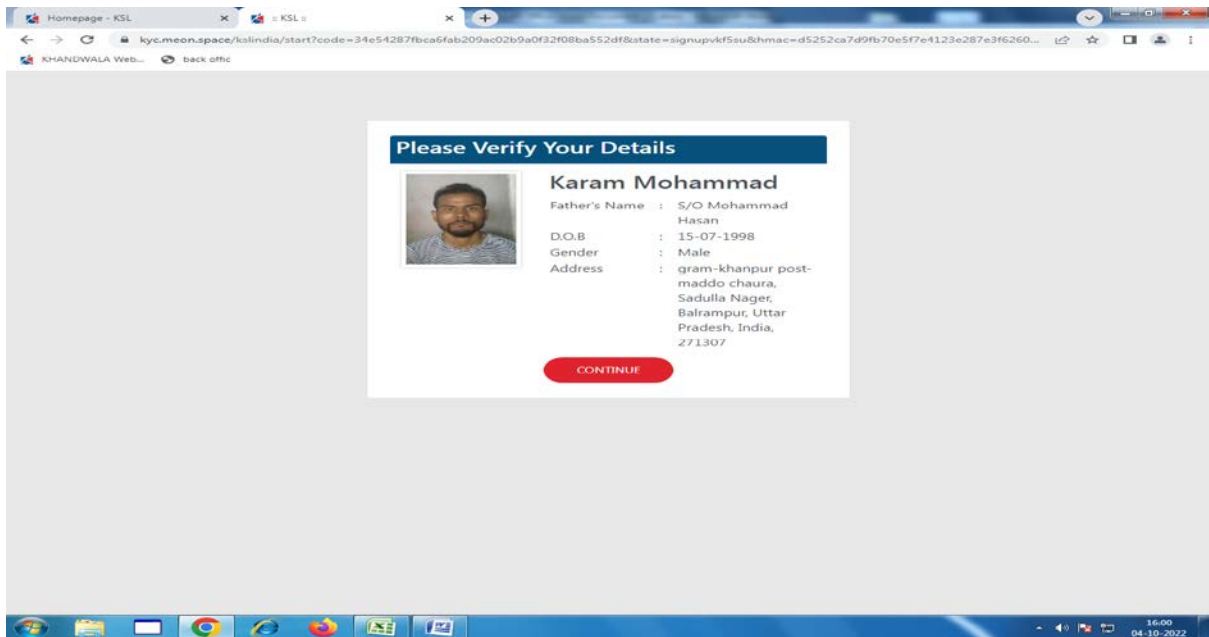 Homepage - KSL
:: KSL ::
kyc.meon.space/kslindia/start?code=34e54287fbca6fab209ac02b9a0f32f08ba552df&state=signupvkf5su&hmac=d5252ca7d9fb70e5f7e4123e287e3f6260...
KHANDWALA Web...
back offic
Please Verify Your Details
Karam Mohammad
Father's Name : S/O Mohammad
Hasan
D.O.B : 15-07-1998
Gender : Male
Address : gram-khanpur post-
maddo chaura,
Sadulla Nager,
Balrampur, Uttar
Pradesh, India,
271307
CONTINUE
16:00
04-10-2022